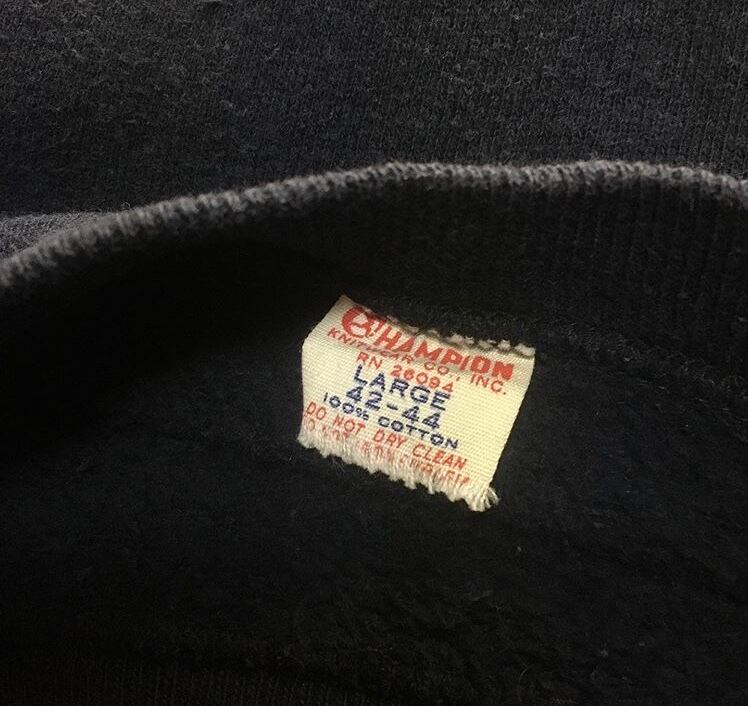 CHAMPION
KNITWEAR CO., INC.
RN 26094
LARGE
42-44
100% COTTON
DO NOT DRY CLEAN